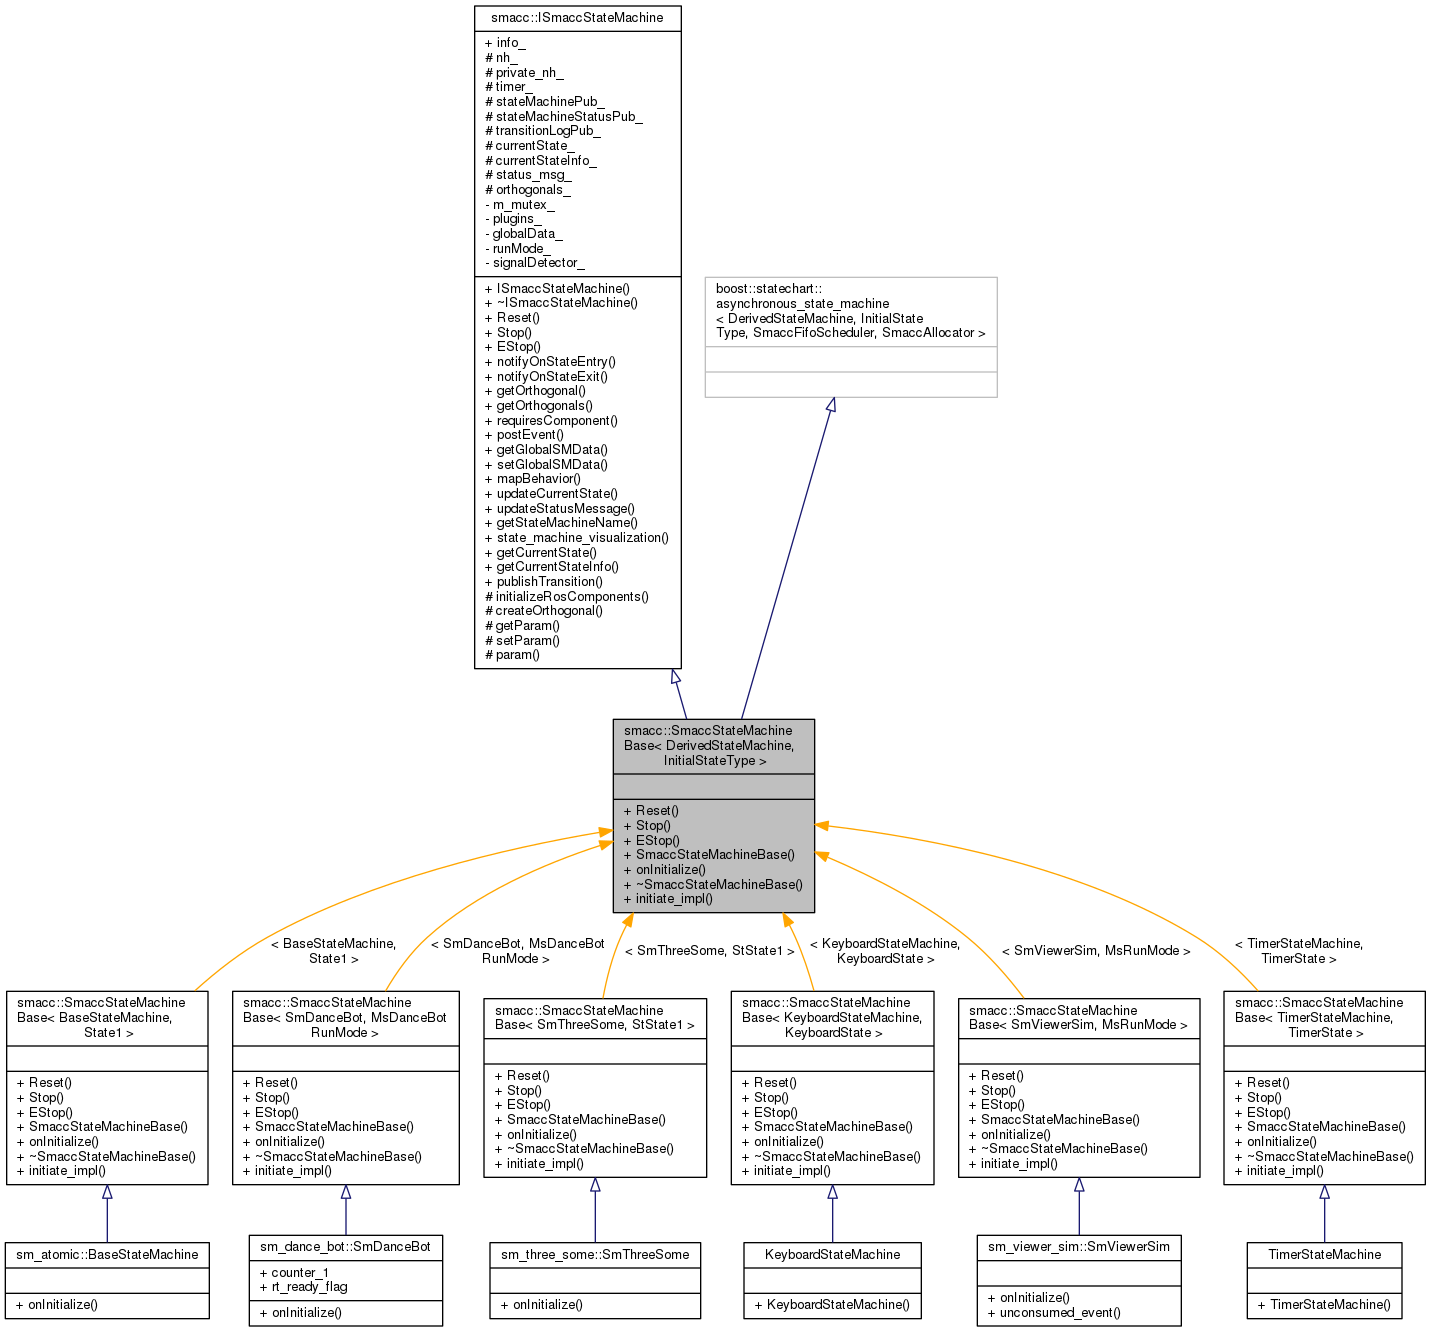 smacc::ISmaccStateMachine
+ info_
# nh_
# private_nh_
# timer_
# stateMachinePub_
# stateMachineStatusPub_
# transitionLogPub_
# currentState_
# currentStateInfo_
# status_msg_
# orthogonals_
- m_mutex_
- plugins_
- globalData_
- runMode_
- signalDetector_
+ ISmaccStateMachine()
+ ~ISmaccStateMachine()
+ Reset()
+ Stop()
+ EStop()
+ notifyOnStateEntry()
+ notifyOnStateExit()
+ getOrthogonal()
+ getOrthogonals()
+ requiresComponent()
+ postEvent()
+ getGlobalSMData()
+ setGlobalSMData()
+ mapBehavior()
+ updateCurrentState()
+ updateStatusMessage()
+ getStateMachineName()
+ state_machine_visualization()
+ getCurrentState()
+ getCurrentStateInfo()
+ publishTransition()
# initializeRosComponents()
# createOrthogonal()
# getParam()
# setParam()
# param()
boost::statechart::
asynchronous_state_machine
< DerivedStateMachine, InitialState
Type, SmaccFifoScheduler, SmaccAllocator >
smacc::SmaccStateMachine
Base< DerivedStateMachine,
InitialStateType >
+ Reset()
+ Stop()
+ EStop()
+ SmaccStateMachineBase()
+ onInitialize()
+ ~SmaccStateMachineBase()
+ initiate_impl()
< BaseStateMachine,
State1 >
< SmDanceBot, MsDanceBot
RunMode >
< SmThreeSome, StState1 >
< KeyboardStateMachine,
KeyboardState >
< SmViewerSim, MsRunMode >
< TimerStateMachine,
TimerState >
smacc::SmaccStateMachine
Base< BaseStateMachine,
State1 >
+ Reset()
+ Stop()
+ EStop()
+ SmaccStateMachineBase()
+ onInitialize()
+ ~SmaccStateMachineBase()
+ initiate_impl()
smacc::SmaccStateMachine
Base< SmDanceBot, MsDanceBot
RunMode >
+ Reset()
+ Stop()
+ EStop()
+ SmaccStateMachineBase()
+ onInitialize()
+ ~SmaccStateMachineBase()
+ initiate_impl()
smacc::SmaccStateMachine
Base< SmThreeSome, StState1 >
+ Reset()
+ Stop()
+ EStop()
+ SmaccStateMachineBase()
+ onInitialize()
+ ~SmaccStateMachineBase()
+ initiate_impl()
smacc::SmaccStateMachine
Base< KeyboardStateMachine,
KeyboardState >
+ Reset()
+ Stop()
+ EStop()
+ SmaccStateMachineBase()
+ onInitialize()
+ ~SmaccStateMachineBase()
+ initiate_impl()
smacc::SmaccStateMachine
Base< SmViewerSim, MsRunMode >
+ Reset()
+ Stop()
+ EStop()
+ SmaccStateMachineBase()
+ onInitialize()
+ ~SmaccStateMachineBase()
+ initiate_impl()
smacc::SmaccStateMachine
Base< TimerStateMachine,
TimerState >
+ Reset()
+ Stop()
+ EStop()
+ SmaccStateMachineBase()
+ onInitialize()
+ ~SmaccStateMachineBase()
+ initiate_impl()
sm_atomic::BaseStateMachine
+ onInitialize()
sm_dance_bot::SmDanceBot
+ counter_1
+ rt_ready_flag
+ onInitialize()
sm_three_some::SmThreeSome
+ onInitialize()
KeyboardStateMachine
+ KeyboardStateMachine()
sm_viewer_sim::SmViewerSim
+ onInitialize()
+ unconsumed_event()
TimerStateMachine
+ TimerStateMachine()